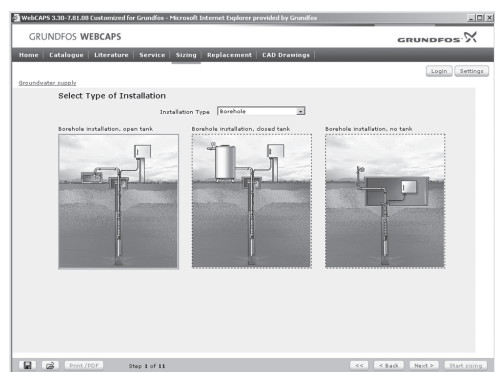 WebCAPS 3.30-7.81.08 Customized for Grundfos - Microsoft Internet Explorer provided by Grundfos
GRUNDFOS WEBCAPS
GRUNDFOS
Home Catalogue Literature Service Sizing Replacement CAD Drawings
Login Settings
Groundwater supply
Select Type of Installation
Installation Type Borehole
Borehole installation, open tank Borehole installation, closed tank Borehole installation, no tank
Print/PDF Step 1 of 11 << < Back Next > Start sizing